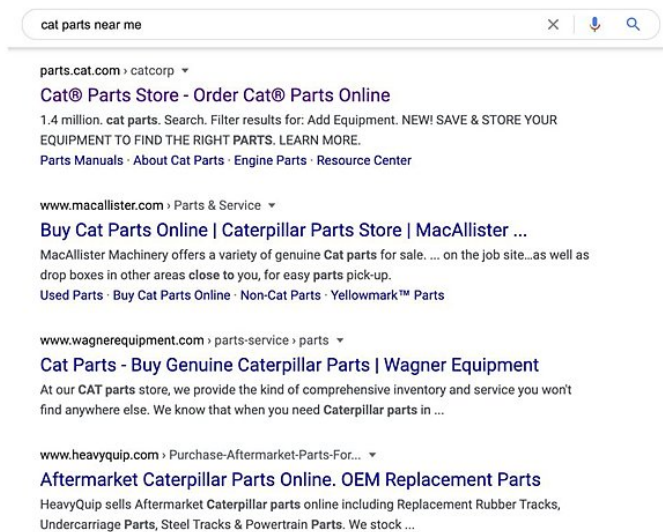 cat parts near me
parts.cat.com › catcorp
Cat® Parts Store - Order Cat® Parts Online
1.4 million. cat parts. Search. Filter results for: Add Equipment. NEW! SAVE & STORE YOUR
EQUIPMENT TO FIND THE RIGHT PARTS. LEARN MORE.
Parts Manuals · About Cat Parts · Engine Parts · Resource Center
www.macallister.com › Parts & Service
Buy Cat Parts Online | Caterpillar Parts Store | MacAllister ...
MacAllister Machinery offers a variety of genuine Cat parts for sale. ... on the job site...as well as
drop boxes in other areas close to you, for easy parts pick-up.
Used Parts · Buy Cat Parts Online · Non-Cat Parts · Yellowmark™ Parts
www.wagnerequipment.com › parts-service › parts
Cat Parts - Buy Genuine Caterpillar Parts | Wagner Equipment
At our CAT parts store, we provide the kind of comprehensive inventory and service you won't
find anywhere else. We know that when you need Caterpillar parts in ...
www.heavyquip.com › Purchase-Aftermarket-Parts-For...
Aftermarket Caterpillar Parts Online. OEM Replacement Parts
HeavyQuip sells Aftermarket Caterpillar parts online including Replacement Rubber Tracks,
Undercarriage Parts, Steel Tracks & Powertrain Parts. We stock ...